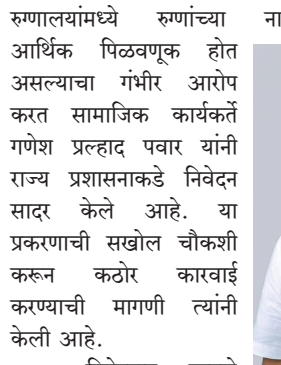 रुग्णालयांमध्ये रुग्णांच्या
आर्थिक पिळवणूक होत
असल्याचा गंभीर आरोप
करत सामाजिक कार्यकर्ते
गणेश प्रल्हाद पवार यांनी
राज्य प्रशासनाकडे निवेदन
सादर केले आहे. या
प्रकरणाची सखोल चौकशी
करून कठोर कारवाई
करण्याची मागणी त्यांनी
केली आहे.